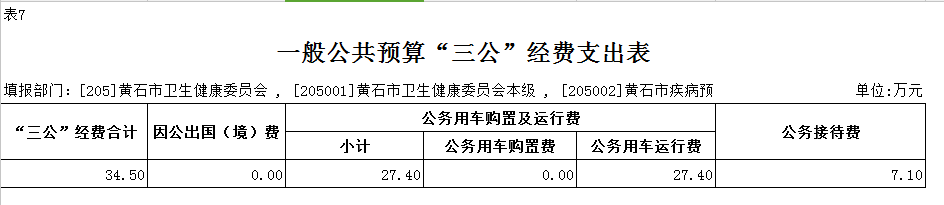 表7
一般公共预算“三公”经费支出表
填报部门：[205]黄石市卫生健康委员会 , [205001]黄石市卫生健康委员会本级 , [205002]黄石市疾病预 单位:万元
“三公”经费合计 因公出国（境）费 公务用车购置及运行费 公务接待费
小计 公务用车购置费 公务用车运行费
34.50 0.00 27.40 0.00 27.40 7.10